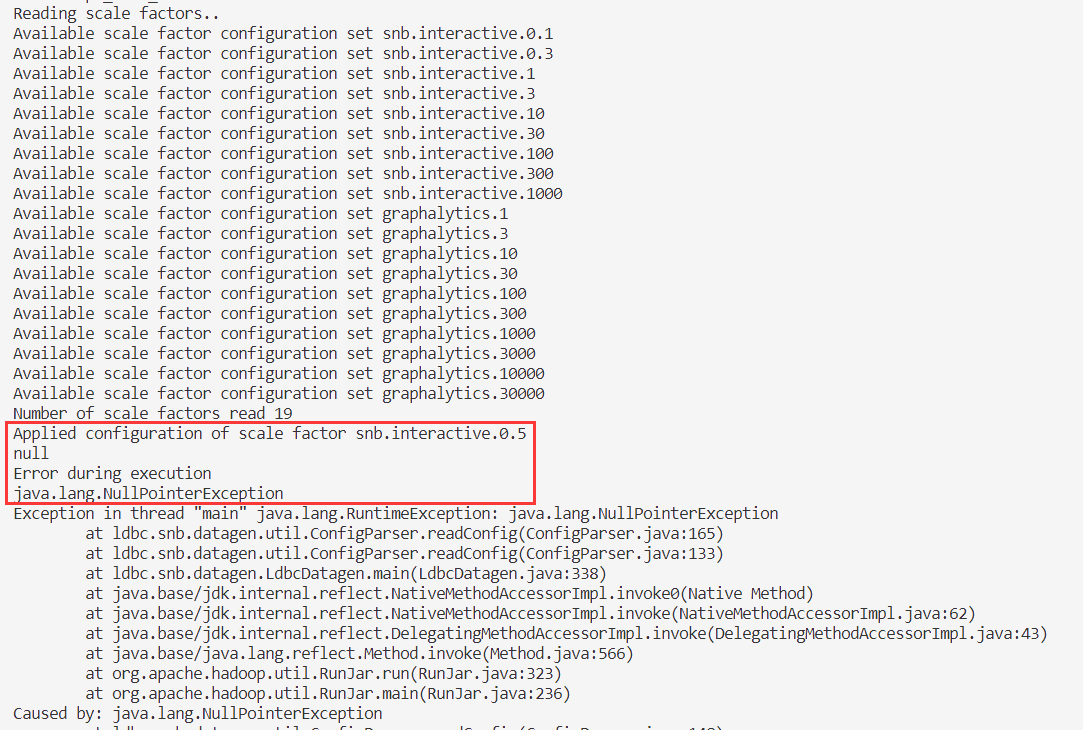 Reading scale factors..
Available scale factor configuration set snb.interactive.0.1
Available scale factor configuration set snb.interactive.0.3
Available scale factor configuration set snb.interactive.1
Available scale factor configuration set snb.interactive.3
Available scale factor configuration set snb.interactive.10
Available scale factor configuration set snb.interactive.30
Available scale factor configuration set snb.interactive.100
Available scale factor configuration set snb.interactive.300
Available scale factor configuration set snb.interactive.1000
Available scale factor configuration set graphalytics.1
Available scale factor configuration set graphalytics.3
Available scale factor configuration set graphalytics.10
Available scale factor configuration set graphalytics.30
Available scale factor configuration set graphalytics.100
Available scale factor configuration set graphalytics.300
Available scale factor configuration set graphalytics.1000
Available scale factor configuration set graphalytics.3000
Available scale factor configuration set graphalytics.10000
Available scale factor configuration set graphalytics.30000
Number of scale factors read 19
Applied configuration of scale factor snb.interactive.0.5
null
Error during execution
java.lang.NullPointerException
Exception in thread "main" java.lang.RuntimeException: java.lang.NullPointerException
at ldbc.snb.datagen.util.ConfigParser.readConfig(ConfigParser.java:165)
at ldbc.snb.datagen.util.ConfigParser.readConfig(ConfigParser.java:133)
at ldbc.snb.datagen.LdbcDatagen.main(LdbcDatagen.java:338)
at java.base/jdk.internal.reflect.NativeMethodAccessorImpl.invoke0(Native Method)
at java.base/jdk.internal.reflect.NativeMethodAccessorImpl.invoke(NativeMethodAccessorImpl.java:62)
at java.base/jdk.internal.reflect.DelegatingMethodAccessorImpl.invoke(DelegatingMethodAccessorImpl.java:43)
at java.base/java.lang.reflect.Method.invoke(Method.java:566)
at org.apache.hadoop.util.RunJar.run(RunJar.java:323)
at org.apache.hadoop.util.RunJar.main(RunJar.java:236)
Caused by: java.lang.NullPointerException